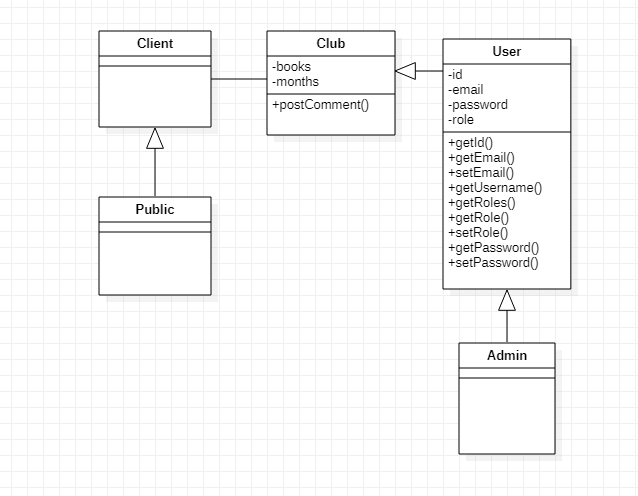 Client
Club
-books
-months
+postComment()
User
-id
-email
-password
-role
+getId()
+getEmail()
+setEmail()
+getUsername()
+getRoles()
+getRole()
+setRole()
+getPassword()
+setPassword()
Public
Admin